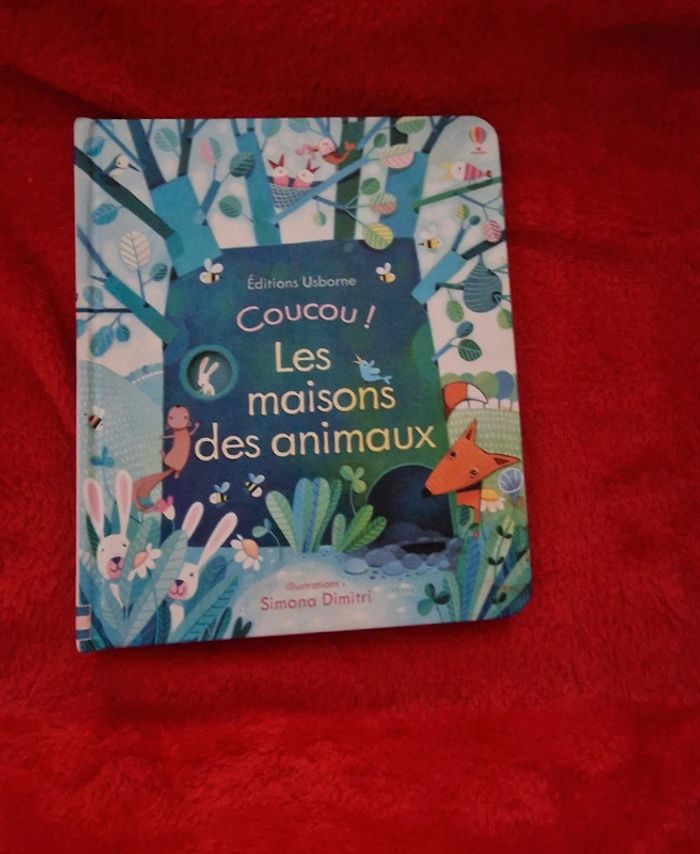 Éditions Usborne
Coucou !
Les
maisons
des animaux
Illustrations :
Simona Dimitri